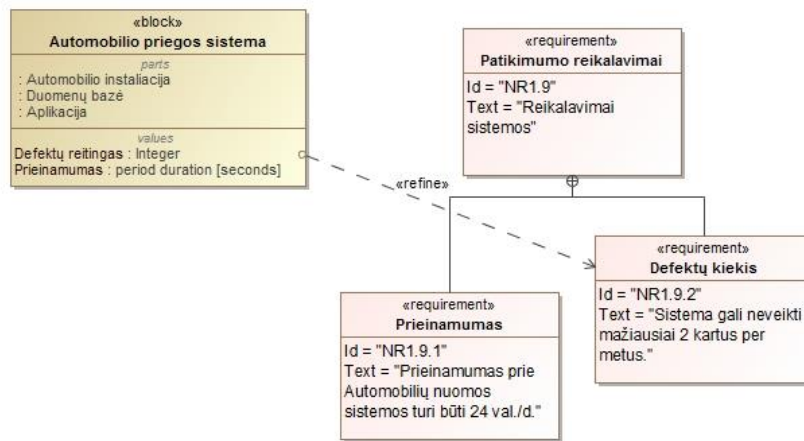 «block»
Automobilio priegos sistema
parts
: Automobilio instaliacija
: Duomenų bazė
: Aplikacija
values
Defektų reitingas : Integer
Prieinamumas : period duration [seconds]
«refine»
«requirement»
Patikimumo reikalavimai
Id = "NR1.9"
Text = "Reikalavimai
sistemos"
«requirement»
Prieinamumas
Id = "NR1.9.1"
Text = "Prieinamumas prie
Automobilių nuomos
sistemos turi būti 24 val./d."
«requirement»
Defektų kiekis
Id = "NR1.9.2"
Text = "Sistema gali neveikti
mažiausiai 2 kartus per
metus."